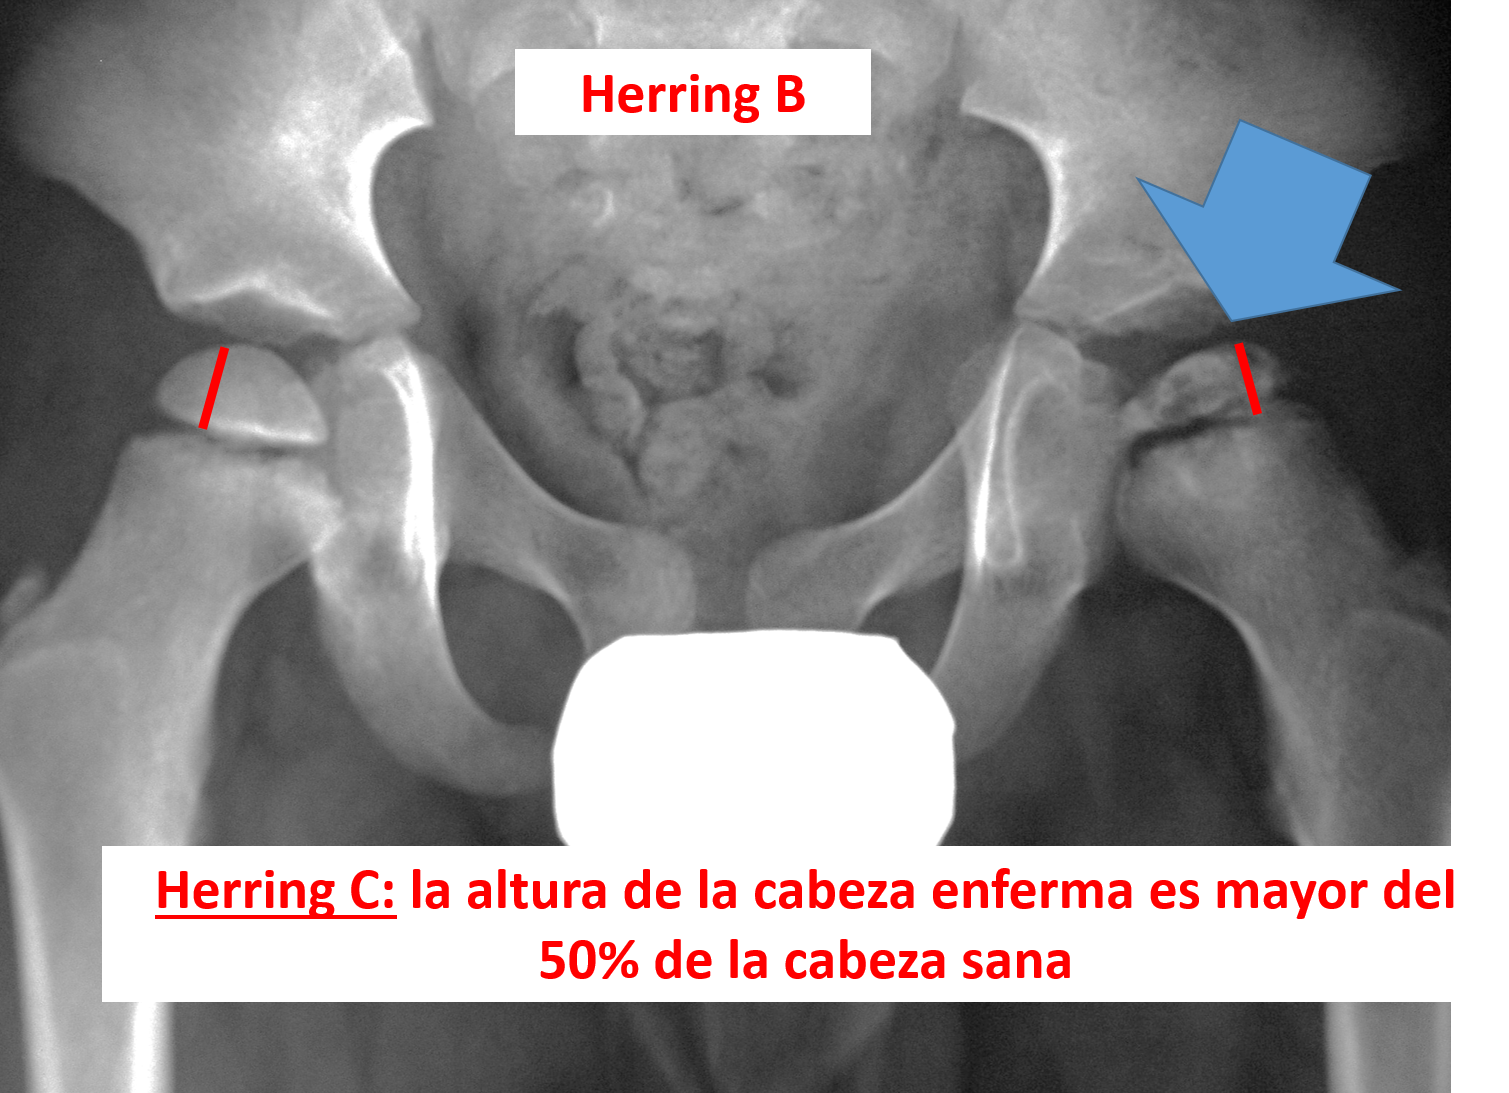 Herring B
Herring C: la altura de la cabeza enferma es mayor del
50% de la cabeza sana